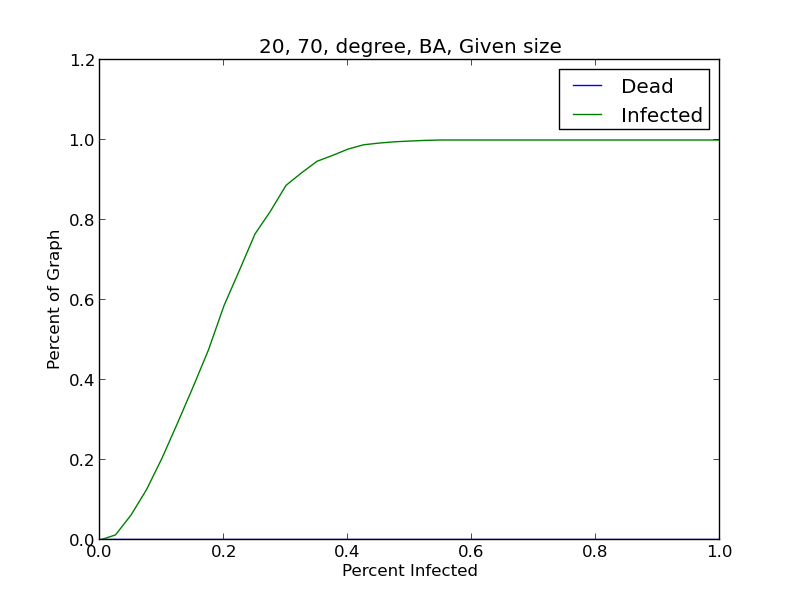 20, 70, degree, BA, Given size
Dead
Infected
1.2
1.0
0.8
0.6
0.4
0.2
0.0
Percent of Graph
0.0 0.2 0.4 0.6 0.8 1.0
Percent Infected